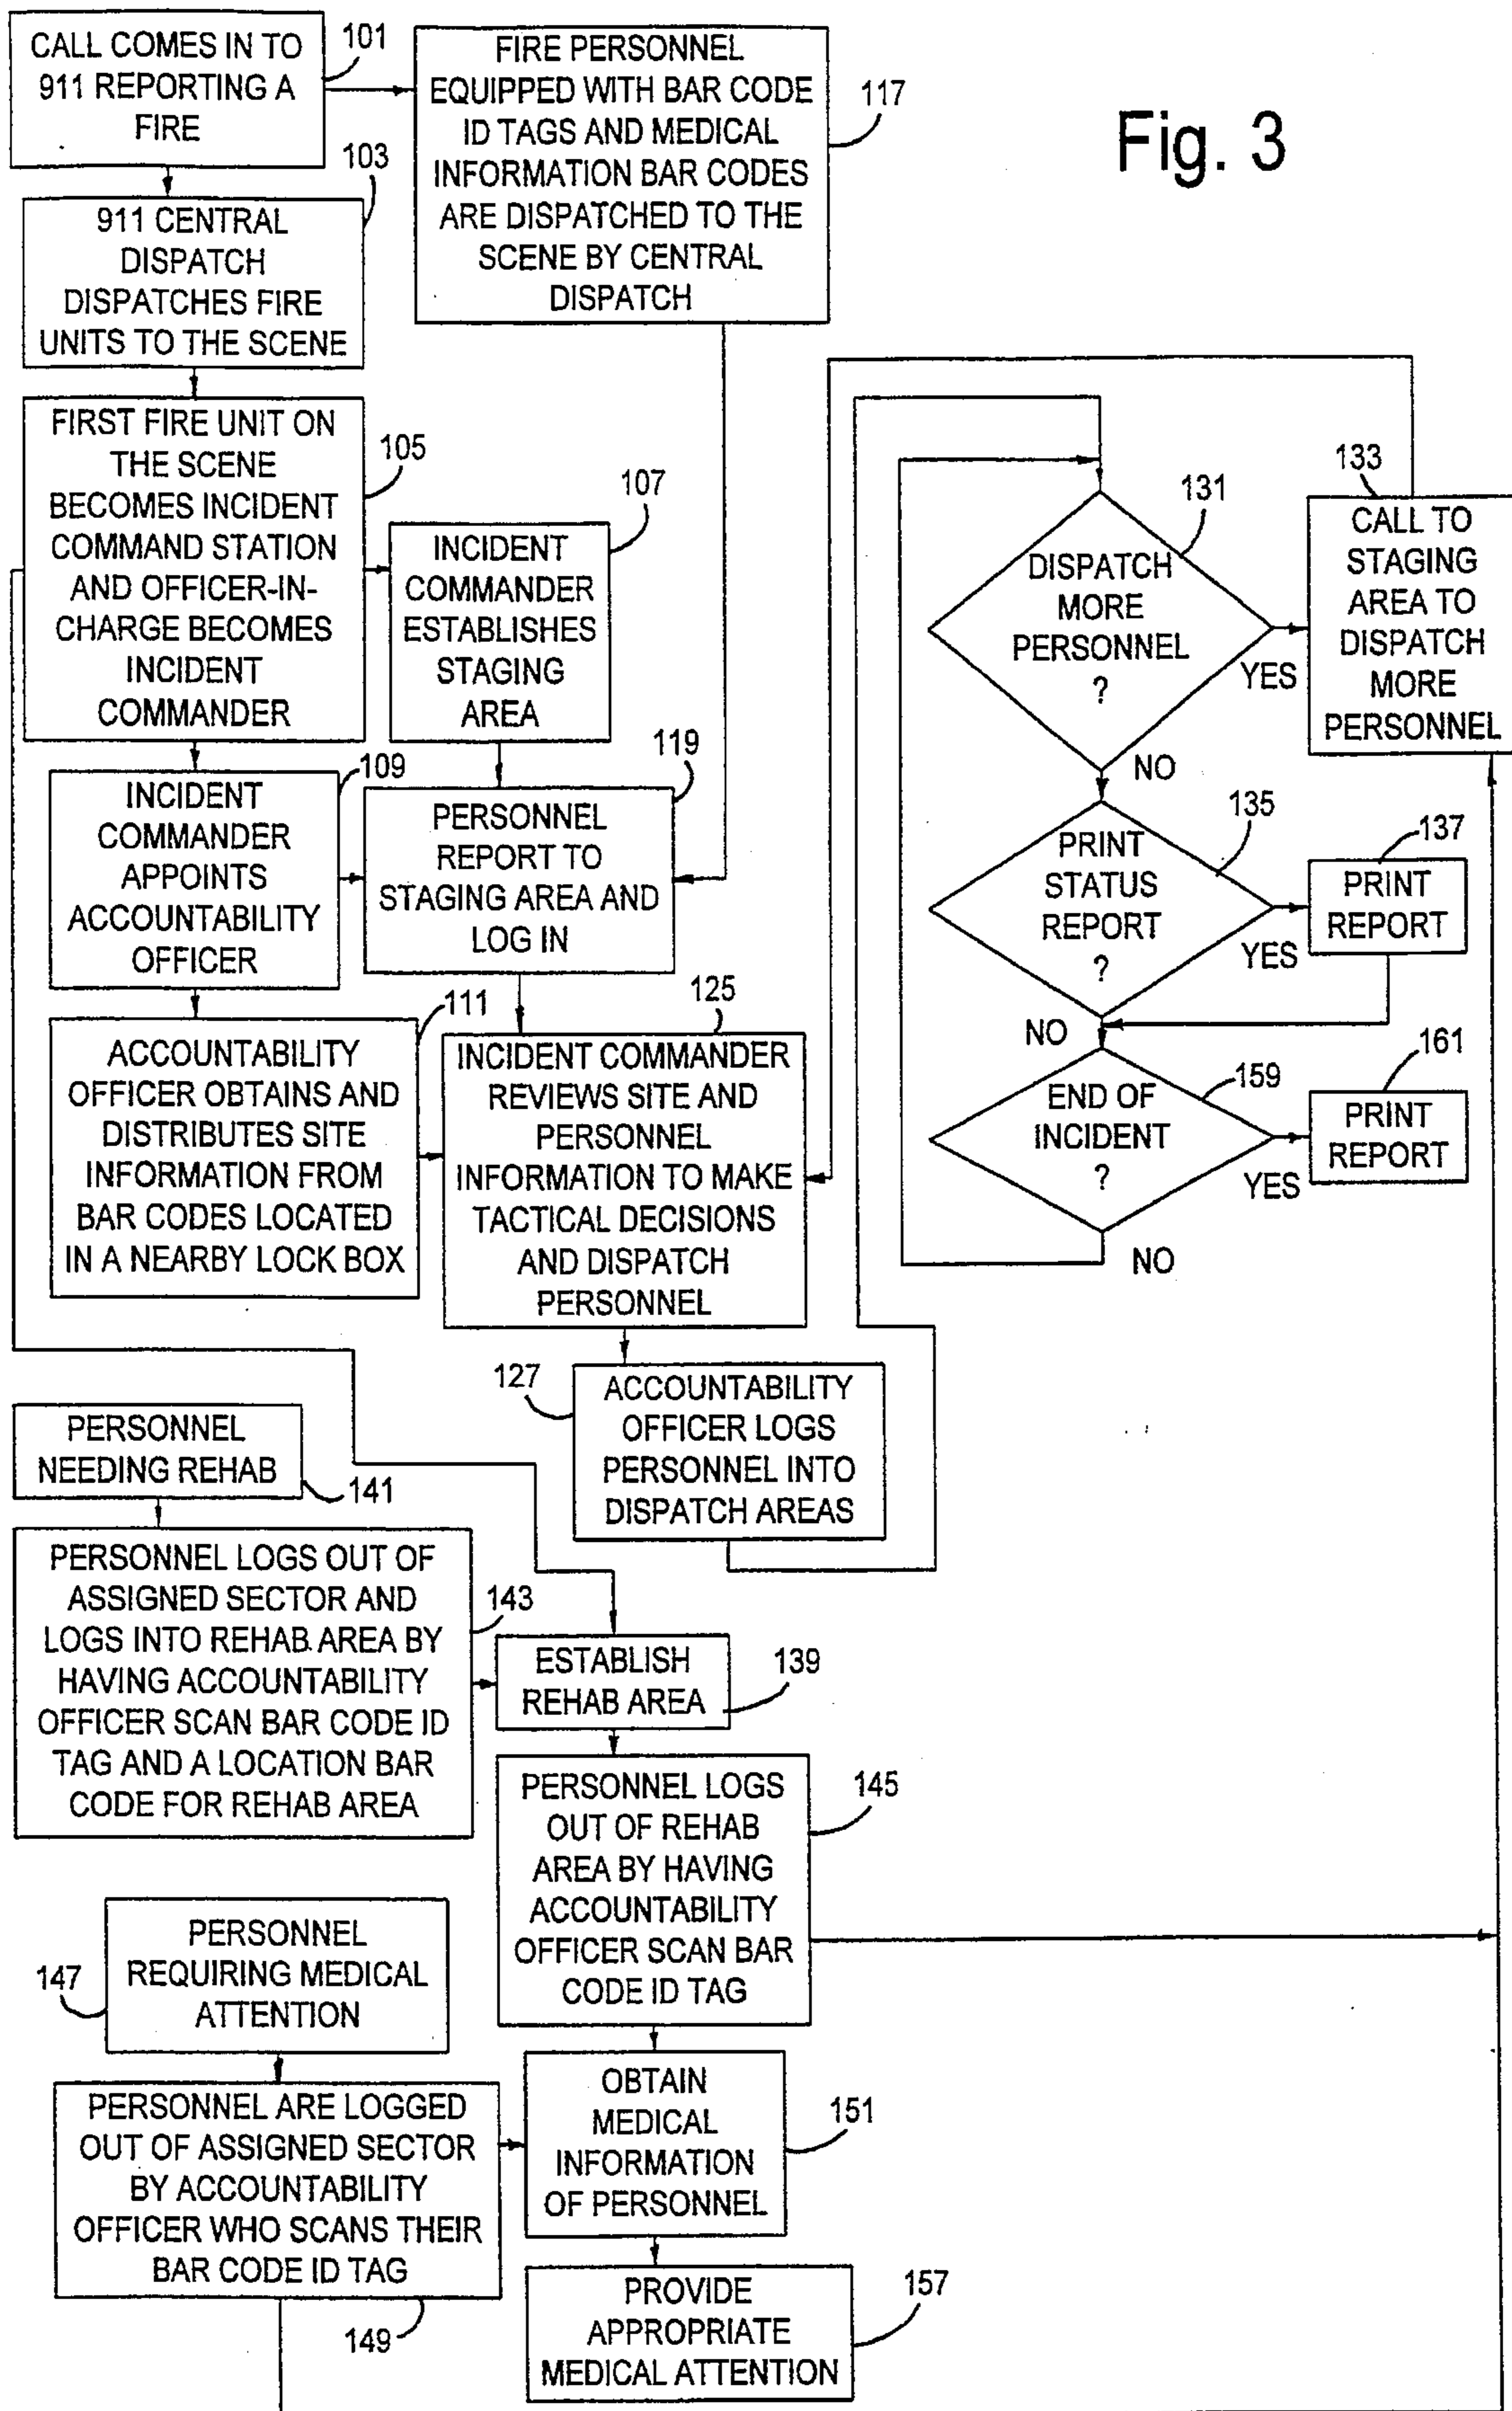 Fig. 3
CALL COMES IN TO
911 REPORTING A
FIRE
101
FIRE PERSONNEL
EQUIPPED WITH BAR CODE
ID TAGS AND MEDICAL
INFORMATION BAR CODES
ARE DISPATCHED TO THE
SCENE BY CENTRAL
DISPATCH
117
103
911 CENTRAL
DISPATCH
DISPATCHES FIRE
UNITS TO THE SCENE
FIRST FIRE UNIT ON
THE SCENE
BECOMES INCIDENT
COMMAND STATION
AND OFFICER-IN-
CHARGE BECOMES
INCIDENT
COMMANDER
105
107
INCIDENT
COMMANDER
ESTABLISHES
STAGING
AREA
109
INCIDENT
COMMANDER
APPOINTS
ACCOUNTABILITY
OFFICER
119
PERSONNEL
REPORT TO
STAGING AREA AND
LOG IN
111
ACCOUNTABILITY
OFFICER OBTAINS AND
DISTRIBUTES SITE
INFORMATION FROM
BAR CODES LOCATED
IN A NEARBY LOCK BOX
125
INCIDENT COMMANDER
REVIEWS SITE AND
PERSONNEL
INFORMATION TO MAKE
TACTICAL DECISIONS
AND DISPATCH
PERSONNEL
127
ACCOUNTABILITY
OFFICER LOGS
PERSONNEL INTO
DISPATCH AREAS
131
DISPATCH
MORE
PERSONNEL
?
YES
NO
133
CALL TO
STAGING
AREA TO
DISPATCH
MORE
PERSONNEL
135
PRINT
STATUS
REPORT
?
YES
NO
137
PRINT
REPORT
159
END OF
INCIDENT
?
YES
NO
161
PRINT
REPORT
PERSONNEL
NEEDING REHAB
141
PERSONNEL LOGS OUT OF
ASSIGNED SECTOR AND
LOGS INTO REHAB AREA BY
HAVING ACCOUNTABILITY
OFFICER SCAN BAR CODE ID
TAG AND A LOCATION BAR
CODE FOR REHAB AREA
143
ESTABLISH
REHAB AREA
139
PERSONNEL LOGS
OUT OF REHAB
AREA BY HAVING
ACCOUNTABILITY
OFFICER SCAN BAR
CODE ID TAG
145
PERSONNEL
REQUIRING MEDICAL
ATTENTION
147
PERSONNEL ARE LOGGED
OUT OF ASSIGNED SECTOR
BY ACCOUNTABILITY
OFFICER WHO SCANS THEIR
BAR CODE ID TAG
149
OBTAIN
MEDICAL
INFORMATION
OF PERSONNEL
151
PROVIDE
APPROPRIATE
MEDICAL ATTENTION
157